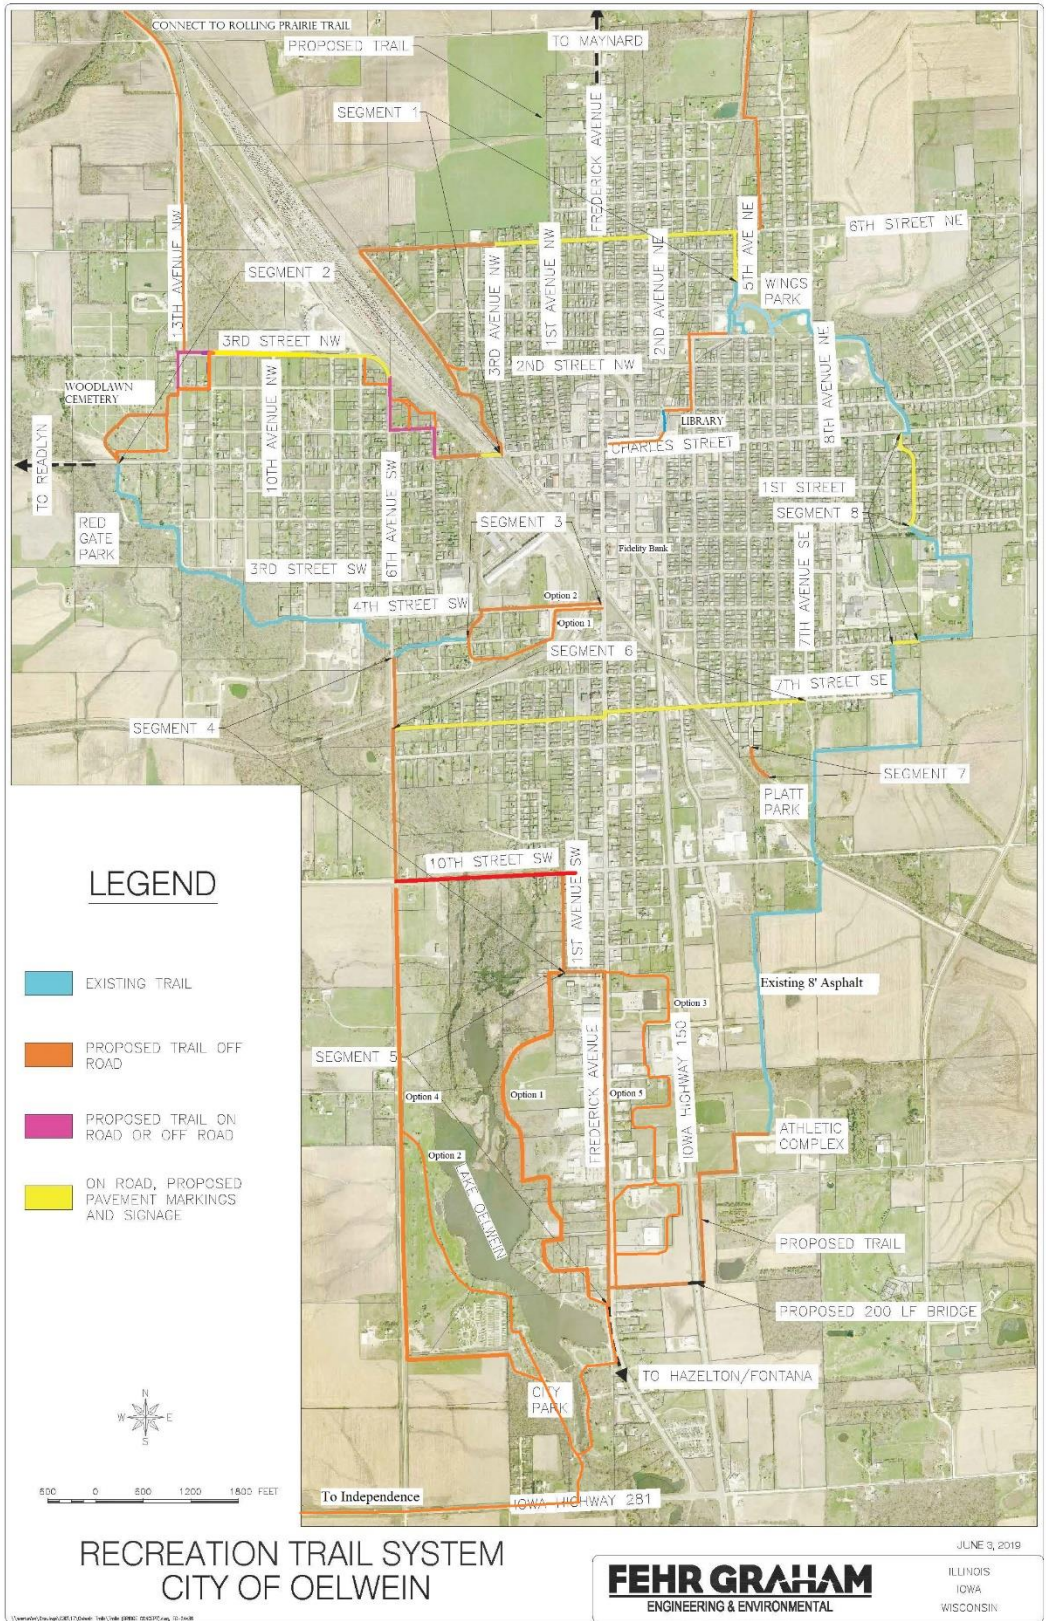 CONNECT TO ROLLING PRAIRIE TRAIL
PROPOSED TRAIL
TO MAYNARD
SEGMENT 1
FREDERICK AVENUE
13TH AVENUE NW
SEGMENT 2
3RD AVENUE NW
1ST AVENUE NW
2ND AVENUE NE
5TH AVE NE
6TH STREET NE
WINGS
PARK
3RD STREET NW
2ND STREET NW
8TH AVENUE NE
WOODLAWN
CEMETERY
10TH AVENUE NW
LIBRARY
CHARLES STREET
TO READLYN
6TH AVENUE SW
1ST STREET
RED
GATE
PARK
SEGMENT 3
SEGMENT 8
Fidelity Bank
3RD STREET SW
7TH AVENUE SE
4TH STREET SW
Option 2
Option 1
SEGMENT 6
7TH STREET SE
SEGMENT 4
SEGMENT 7
PLATT
PARK
10TH STREET SW
1ST AVENUE SW
LEGEND
EXISTING TRAIL
PROPOSED TRAIL OFF
ROAD
PROPOSED TRAIL ON
ROAD OR OFF ROAD
ON ROAD, PROPOSED
PAVEMENT MARKINGS
AND SIGNAGE
Existing 8' Asphalt
Option 3
SEGMENT 5
FREDERICK AVENUE
IOWA HIGHWAY 150
Option 4
Option 1
Option 5
ATHLETIC
COMPLEX
Option 2
LAKE OELWEIN
PROPOSED TRAIL
PROPOSED 200 LF BRIDGE
TO HAZELTON/FONTANA
CITY
PARK
N
W E
S
600 0 600 1200 1800 FEET
To Independence
IOWA HIGHWAY 281
RECREATION TRAIL SYSTEM
CITY OF OELWEIN
JUNE 3, 2019
FEHR GRAHAM
ENGINEERING & ENVIRONMENTAL
ILLINOIS
IOWA
WISCONSIN